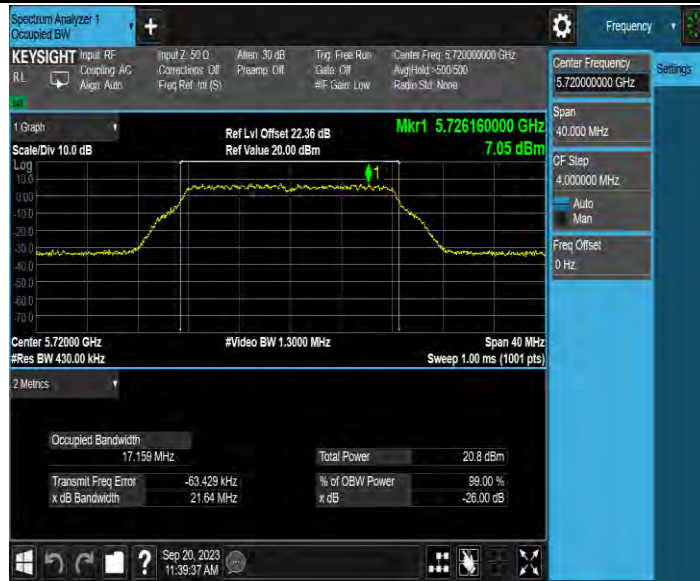 Spectrum Analyzer 1
Occupied BW
Frequency
KEYSIGHT
Input: RF
Coupling: AC
Align: Auto
RL
Input Z: 50 Ω
Corrections: Off
Freq Ref: Int (S)
Atten: 30 dB
Preamp: Off
Trig: Free Run
Gate: Off
#IF Gain: Low
Center Freq: 5.720000000 GHz
Avg|Hold:>500/500
Radio Std: None
Center Frequency
5.720000000 GHz
Settings
Span
40.000 MHz
CF Step
4.000000 MHz
Auto
Man
Freq Offset
0 Hz
1 Graph
Scale/Div 10.0 dB
Ref Lvl Offset 22.36 dB
Ref Value 20.00 dBm
Mkr1 5.726160000 GHz
7.05 dBm
Log
10.0
0.00
-10.0
-20.0
-30.0
-40.0
-50.0
-60.0
-70.0
1
Center 5.72000 GHz
#Res BW 430.00 kHz
#Video BW 1.3000 MHz
Span 40 MHz
Sweep 1.00 ms (1001 pts)
2 Metrics
Occupied Bandwidth
17.159 MHz
Total Power 20.8 dBm
Transmit Freq Error -63.429 kHz
% of OBW Power 99.00 %
x dB Bandwidth 21.64 MHz
x dB -26.00 dB
?
Sep 20, 2023
11:39:37 AM